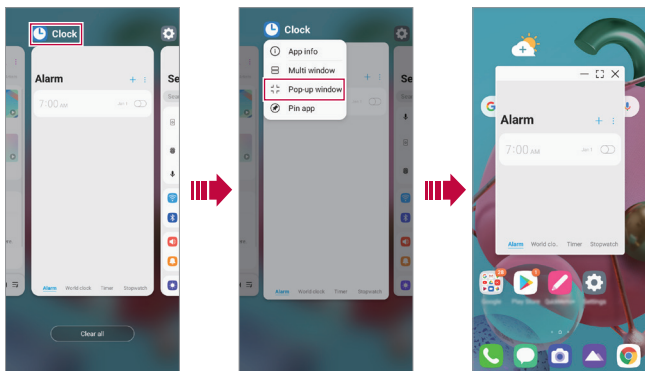 Clock
Alarm
7:00 AM
Alarm World clock Timer Stopwatch
Clear all
Se
Clock
App info
Multi window
Pop-up window
Pin app
Se
Alarm World clock Timer Stopwatch
Alarm
7:00 AM
Alarm World clo.. Timer Stopwatch
Google Play Store Settings